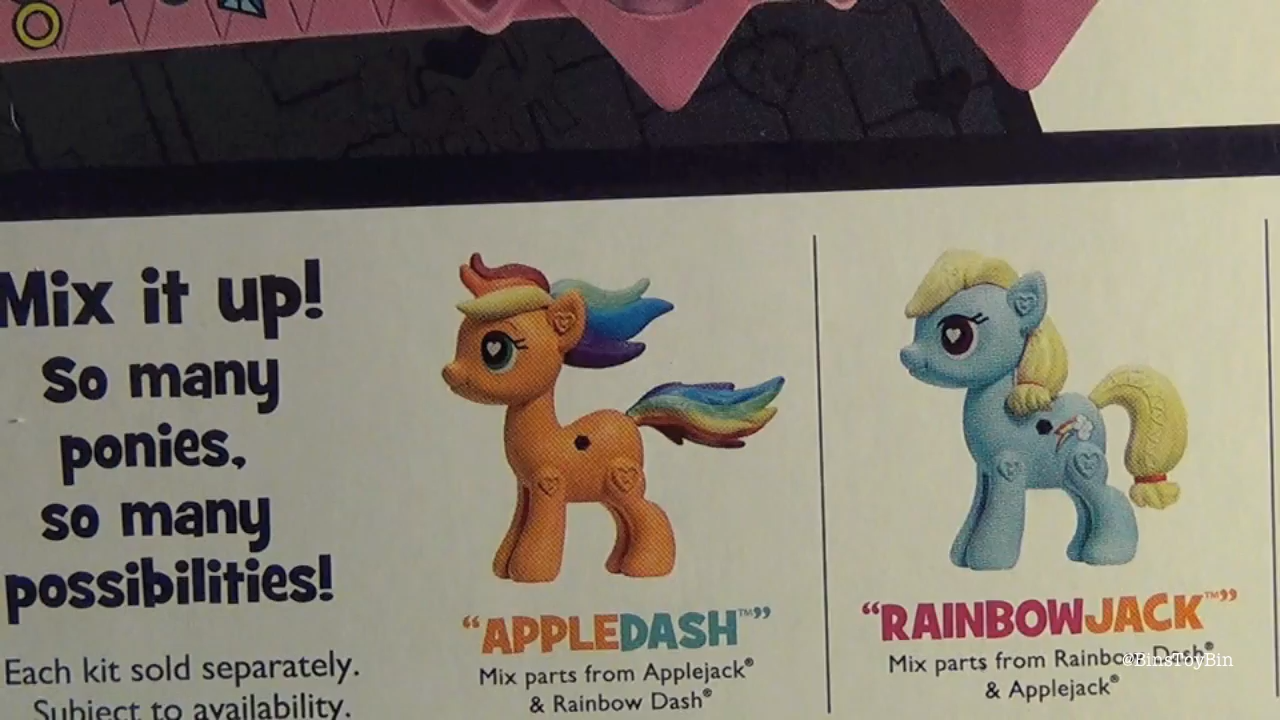 Mix it up!
So many
ponies,
so many
possibilities!
Each kit sold separately.
Subject to availability.
“APPLEDASH™”
Mix parts from Applejack®
& Rainbow Dash®
“RAINBOWJACK™”
Mix parts from Rainbow Dash®
& Applejack®
@BinsToyBin